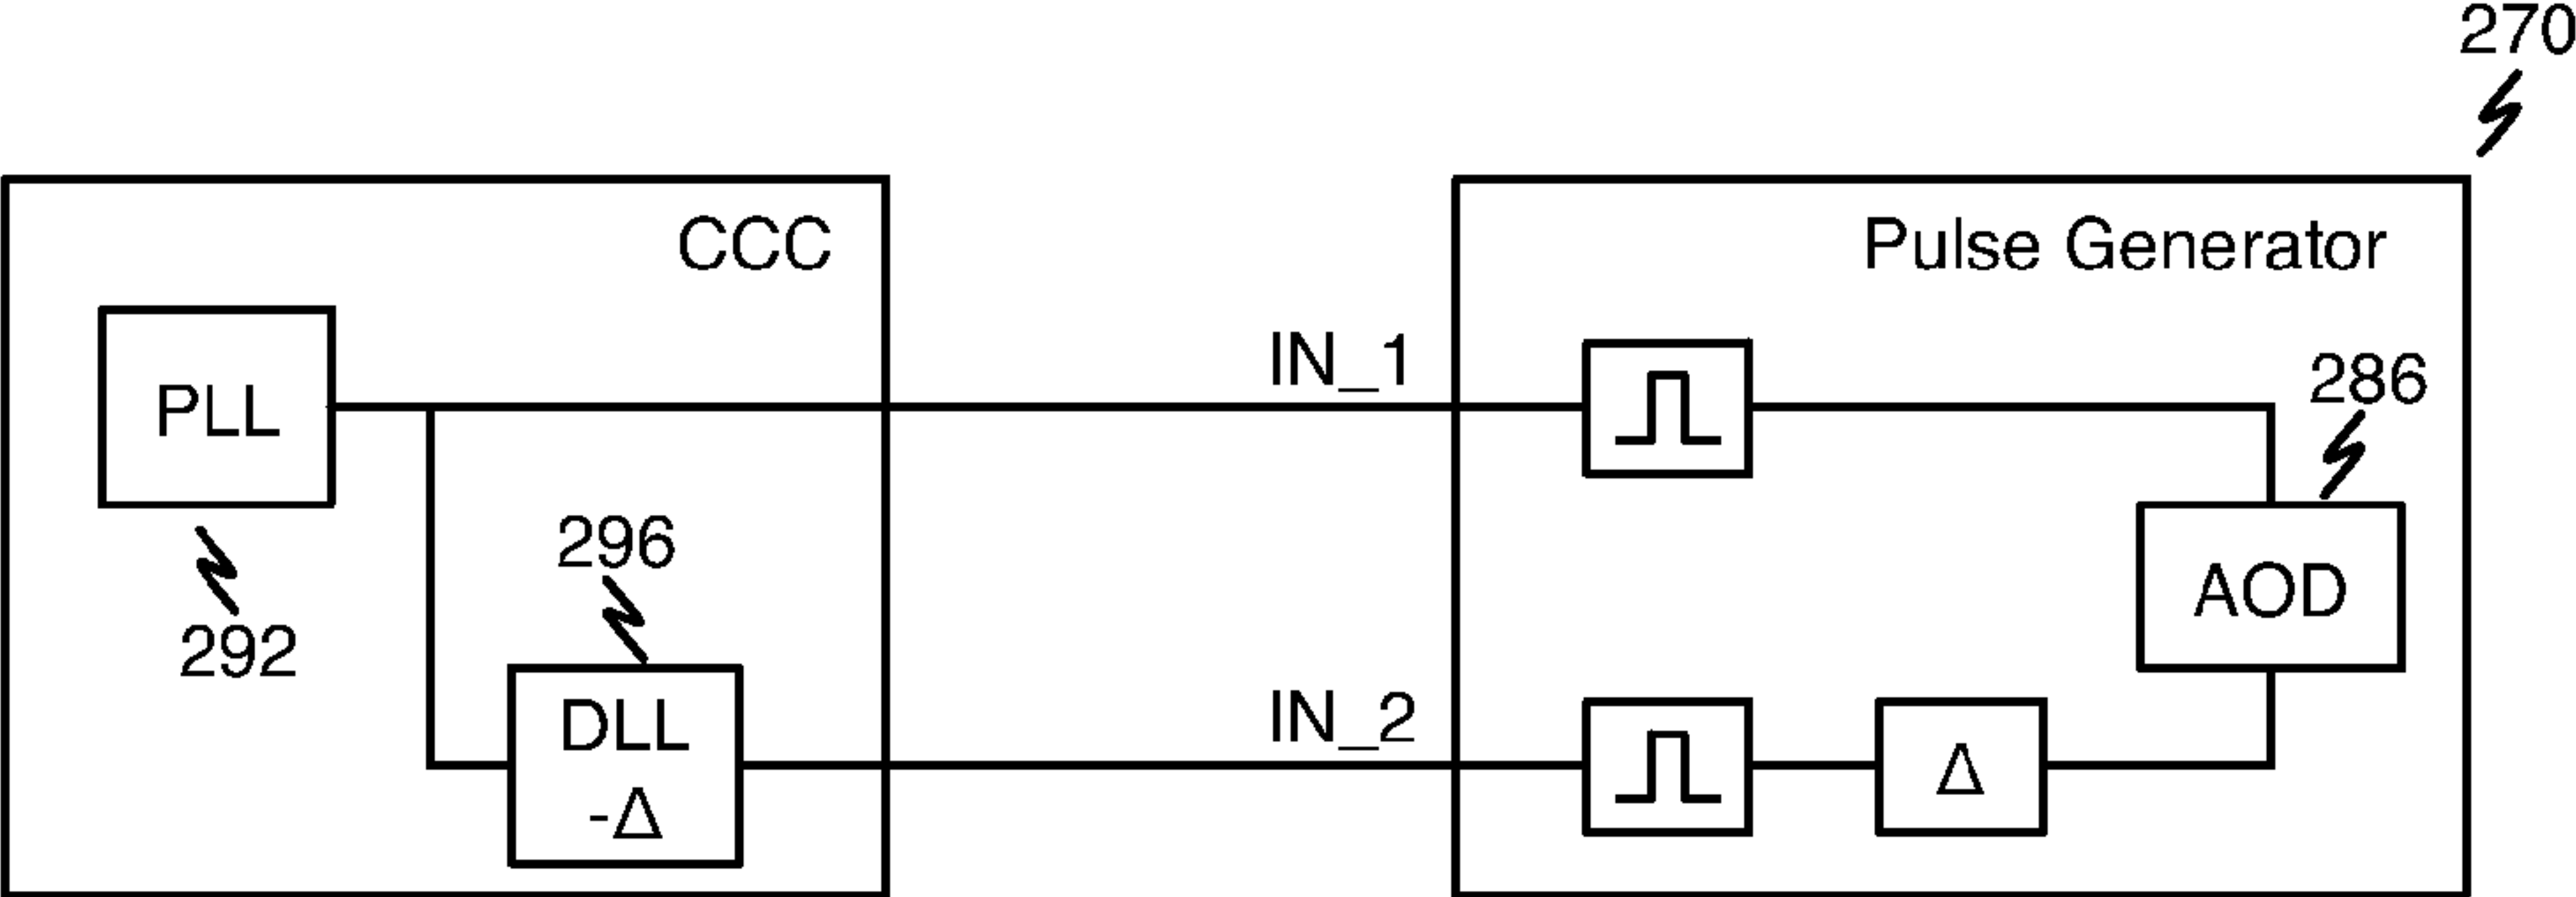 270
CCC
Pulse Generator
IN_1
PLL
286
296
AOD
292
IN_2
DLL
-Δ
Δ